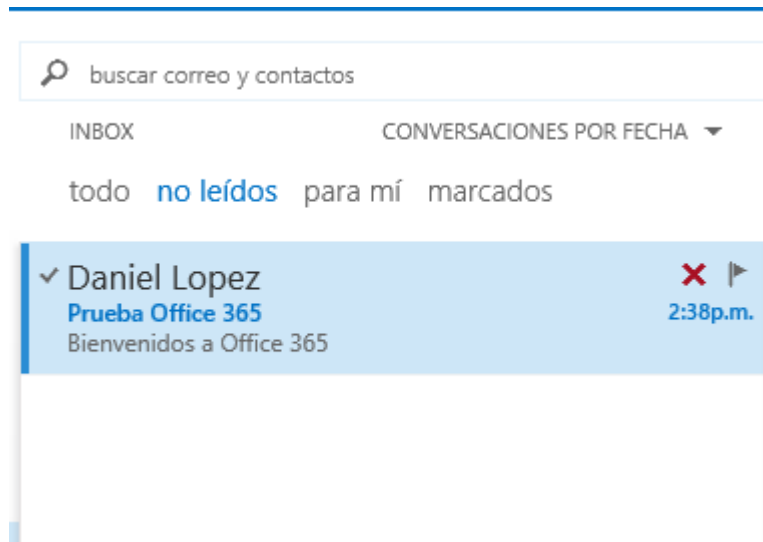 buscar correo y contactos
INBOX CONVERSACIONES POR FECHA
todo no leídos para mí marcados
Daniel Lopez
Prueba Office 365 2:38p.m.
Bienvenidos a Office 365